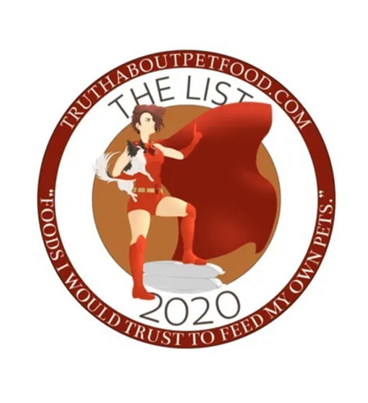 TRUTHABOUTPETFOOD.COM
THE LIST
2020
"FOODS I WOULD TRUST TO FEED MY OWN PETS."